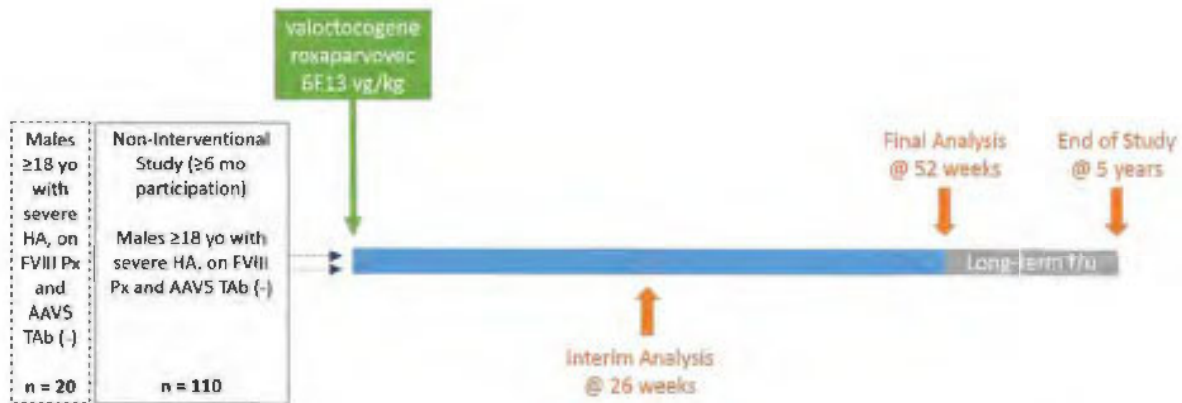 valoctocogene
roxaparvovec
6E13 vg/kg
Males
≥18 yo
with
severe
HA, on
FVIII Px
and
AAV5
TAb (-)
n = 20
Non-Interventional
Study (≥6 mo
participation)
Males ≥18 yo with
severe HA, on FVIII
Px and AAV5 TAb (-)
n = 110
Final Analysis
@ 52 weeks
End of Study
@ 5 years
Long-term f/u
Interim Analysis
@ 26 weeks